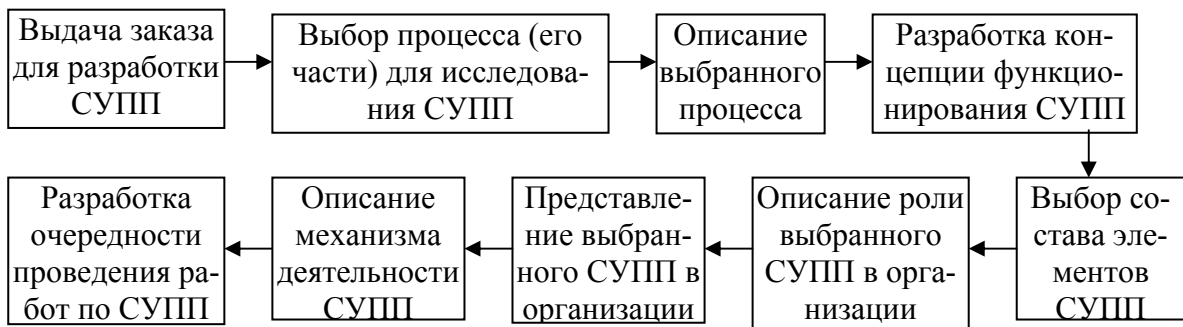 Выдача заказа
для разработки
СУПП
Выбор процесса (его
части) для исследова-
ния СУПП
Описание
выбранного
процесса
Разработка кон-
цепции функцио-
нирования СУПП
Выбор со-
става эле-
ментов
СУПП
Описание роли
выбранного
СУПП в орга-
низации
Представле-
ние выбран-
ного СУПП в
организации
Описание
механизма
деятельности
СУПП
Разработка
очередности
проведения ра-
бот по СУПП